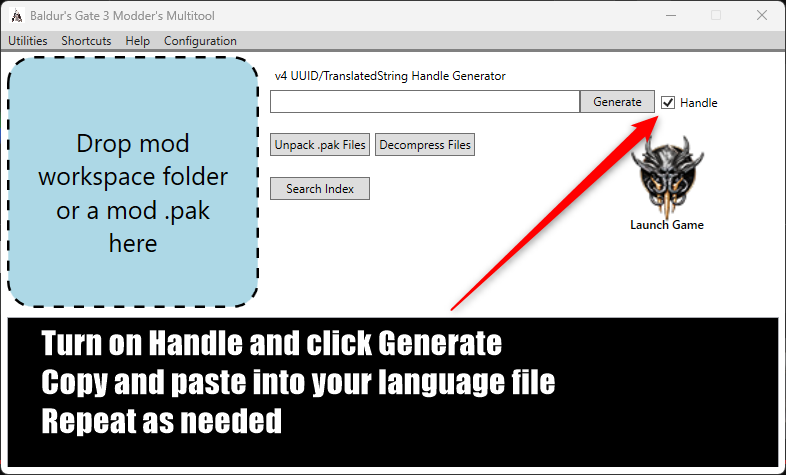 Baldur's Gate 3 Modder's Multitool
Utilities Shortcuts Help Configuration
v4 UUID/TranslatedString Handle Generator
Generate
Handle
Drop mod
workspace folder
or a mod .pak
here
Unpack .pak Files
Decompress Files
Search Index
Launch Game
Turn on Handle and click Generate
Copy and paste into your language file
Repeat as needed